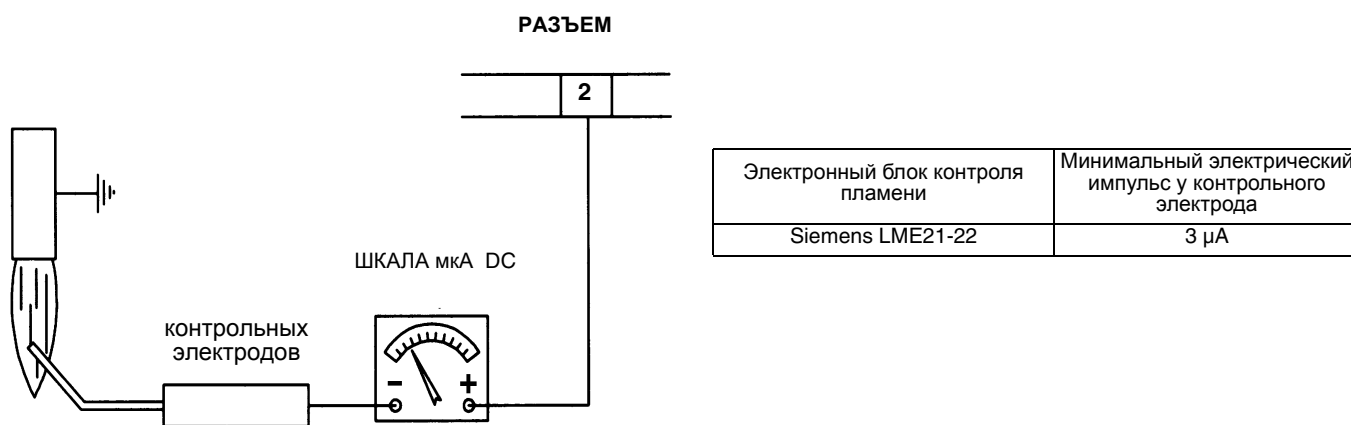 РАЗЪЕМ
2
Электронный блок контроля
пламени
Минимальный электрический
импульс у контрольного
электрода
Siemens LME21-22
3 µA
ШКАЛА мкА DC
контрольных
электродов
- +